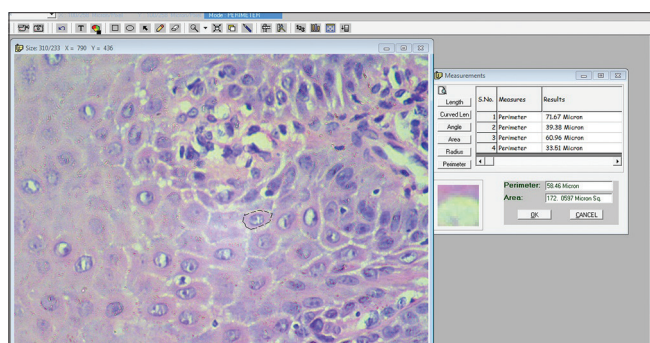 Mode :PERIMETER
T
Size: 310/233 X = 790 Y = 436
Measurements
Length
Curved Len
Angle
Area
Radius
Perimeter
S.No. Measures Results
1 Perimeter 71.67 Micron
2 Perimeter 39.38 Micron
3 Perimeter 60.96 Micron
4 Perimeter 33.51 Micron
Perimeter: 58.46 Micron
Area: 172. 0597 Micron Sq.
OK CANCEL